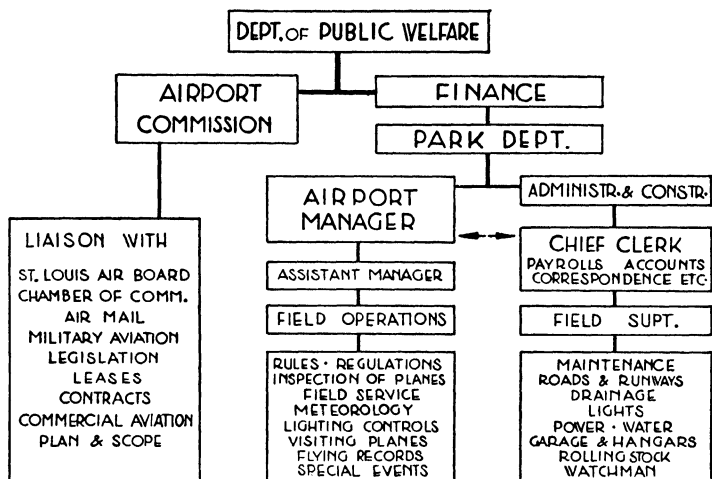 DEPT. OF PUBLIC WELFARE
AIRPORT
COMMISSION
FINANCE
PARK DEPT.
LIAISON WITH
ST. LOUIS AIR BOARD
CHAMBER OF COMM.
AIR MAIL
MILITARY AVIATION
LEGISLATION
LEASES
CONTRACTS
COMMERCIAL AVIATION
PLAN & SCOPE
AIRPORT
MANAGER
ASSISTANT MANAGER
FIELD OPERATIONS
RULES · REGULATIONS
INSPECTION OF PLANES
FIELD SERVICE
METEOROLOGY
LIGHTING CONTROLS
VISITING PLANES
FLYING RECORDS
SPECIAL EVENTS
ADMINISTR. & CONSTR.
CHIEF CLERK
PAYROLLS ACCOUNTS
CORRESPONDENCE ETC.
FIELD SUPT.
MAINTENANCE
ROADS & RUNWAYS
DRAINAGE
LIGHTS
POWER · WATER
GARAGE & HANGARS
ROLLING STOCK
WATCHMAN